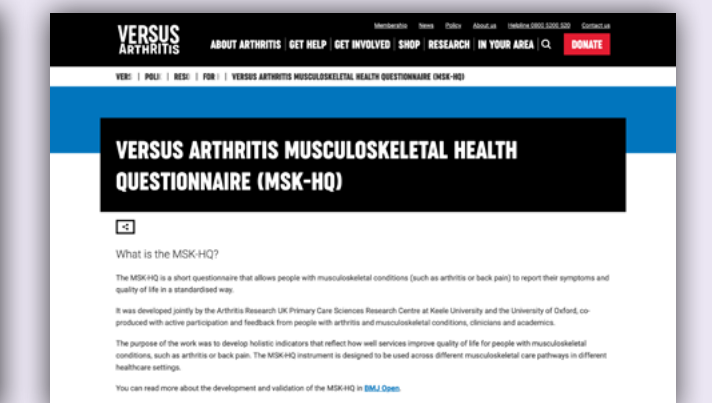 Membership News Policy About us Helpline 0800 5200 520 Contact us
VERSUS
ARTHRITIS
ABOUT ARTHRITIS | GET HELP | GET INVOLVED | SHOP | RESEARCH | IN YOUR AREA | DONATE
VERS | POLI | RESO | FOR | VERSUS ARTHRITIS MUSCULOSKELETAL HEALTH QUESTIONNAIRE (MSK-HQ)
VERSUS ARTHRITIS MUSCULOSKELETAL HEALTH
QUESTIONNAIRE (MSK-HQ)
What is the MSK-HQ?
The MSK-HQ is a short questionnaire that allows people with musculoskeletal conditions (such as arthritis or back pain) to report their symptoms and
quality of life in a standardised way.
It was developed jointly by the Arthritis Research UK Primary Care Sciences Research Centre at Keele University and the University of Oxford, co-
produced with active participation and feedback from people with arthritis and musculoskeletal conditions, clinicians and academics.
The purpose of the work was to develop holistic indicators that reflect how well services improve quality of life for people with musculoskeletal
conditions, such as arthritis or back pain. The MSK-HQ instrument is designed to be used across different musculoskeletal care pathways in different
healthcare settings.
You can read more about the development and validation of the MSK-HQ in BMJ Open.